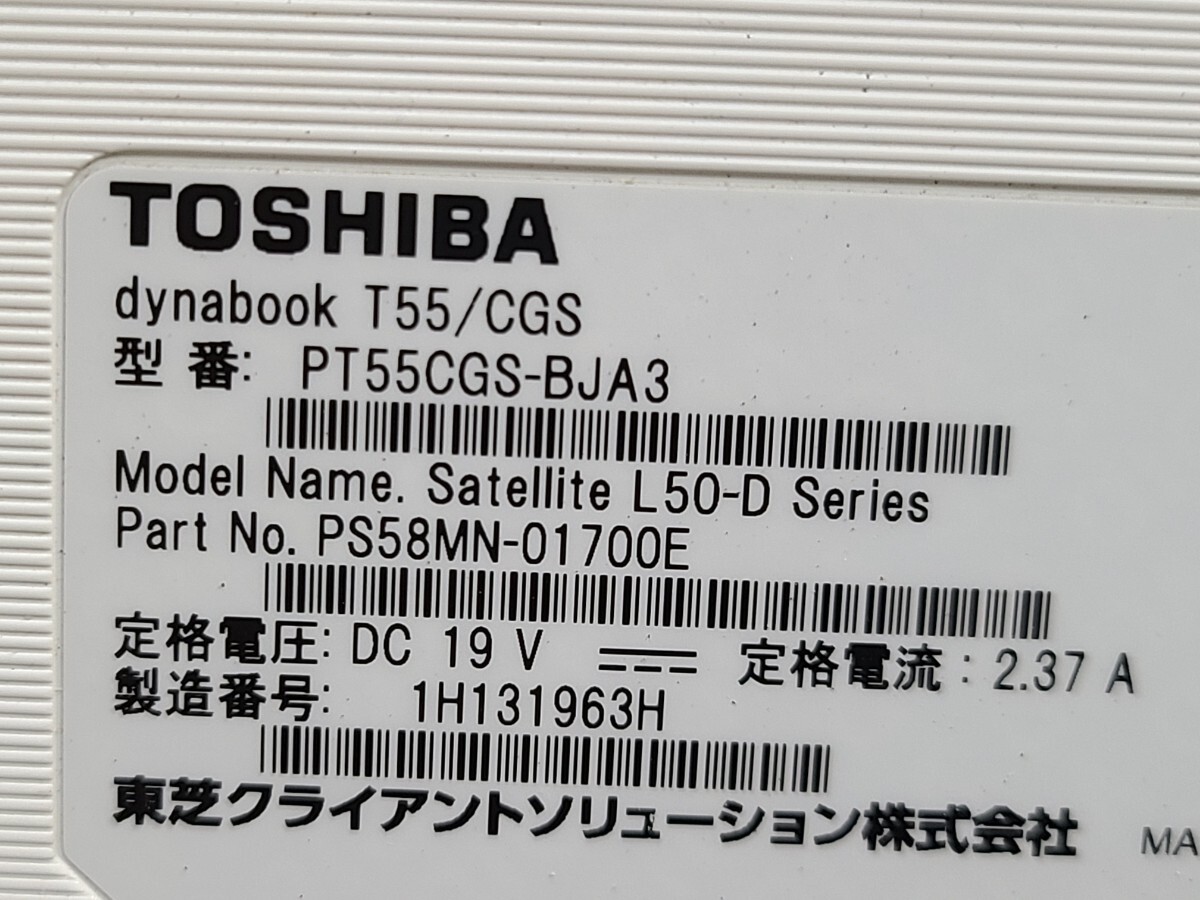 TOSHIBA
dynabook T55/CGS
型 番: PT55CGS-BJA3
Model Name. Satellite L50-D Series
Part No. PS58MN-01700E
定格電圧: DC 19 V 定格電流: 2.37 A
製造番号: 1H131963H
東芝クライアントソリューション株式会社
MA